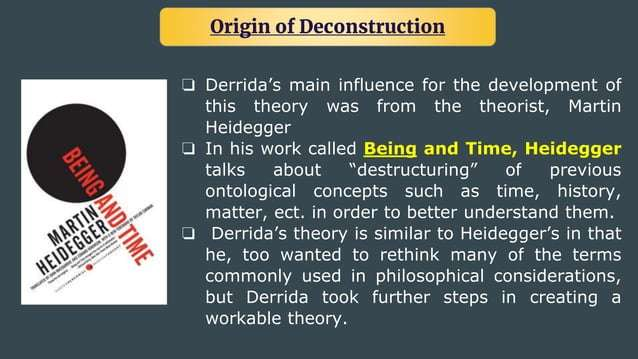 Origin of Deconstruction
BEING
AND TIME
MARTIN
HEIDEGGER
❑ Derrida’s main influence for the development of
this theory was from the theorist, Martin
Heidegger
❑ In his work called Being and Time, Heidegger
talks about “destructuring” of previous
ontological concepts such as time, history,
matter, ect. in order to better understand them.
❑ Derrida’s theory is similar to Heidegger’s in that
he, too wanted to rethink many of the terms
commonly used in philosophical considerations,
but Derrida took further steps in creating a
workable theory.